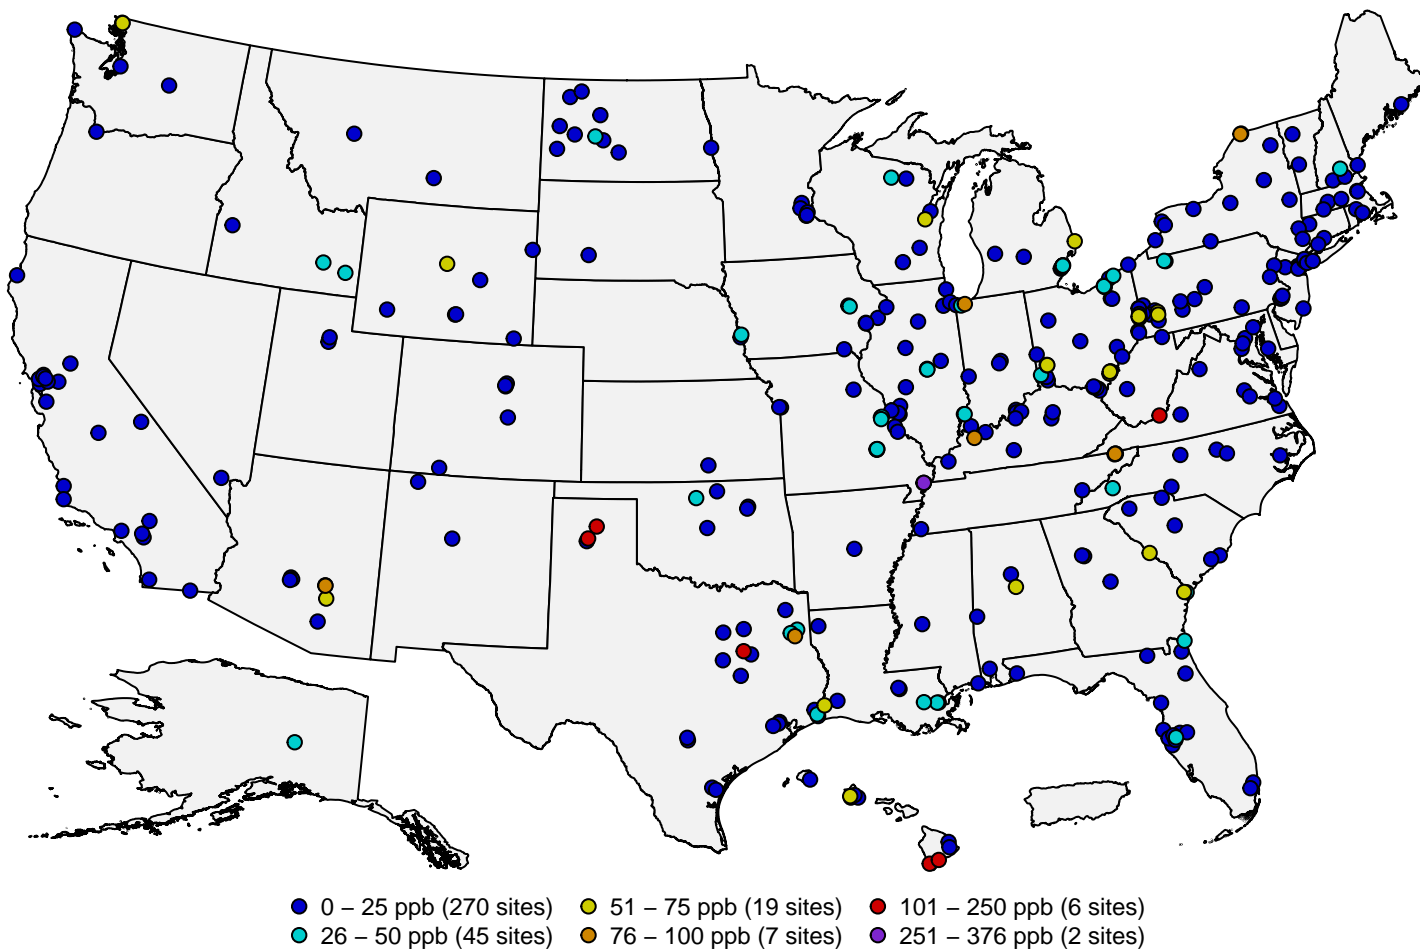 0 – 25 ppb (270 sites) 51 – 75 ppb (19 sites) 101 – 250 ppb (6 sites)
26 – 50 ppb (45 sites) 76 – 100 ppb (7 sites) 251 – 376 ppb (2 sites)